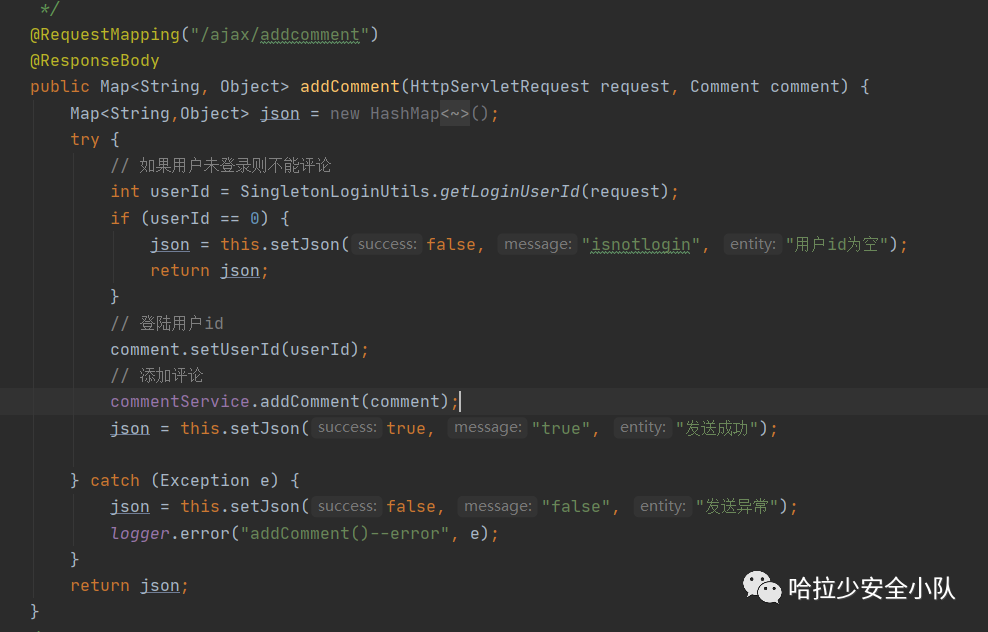 */
@RequestMapping("/ajax/addcomment")
@ResponseBody
public Map<String, Object> addComment(HttpServletRequest request, Comment comment) {
Map<String,Object> json = new HashMap<~>();
try {
// 如果用户未登录则不能评论
int userId = SingletonLoginUtils.getLoginUserId(request);
if (userId == 0) {
json = this.setJson( success: false, message: "isnotlogin", entity: "用户id为空");
return json;
}
// 登陆用户id
comment.setUserId(userId);
// 添加评论
commentService.addComment(comment);
json = this.setJson( success: true, message: "true", entity: "发送成功");
} catch (Exception e) {
json = this.setJson( success: false, message: "false", entity: "发送异常");
logger.error("addComment()--error", e);
}
return json;
}
哈拉少安全小队